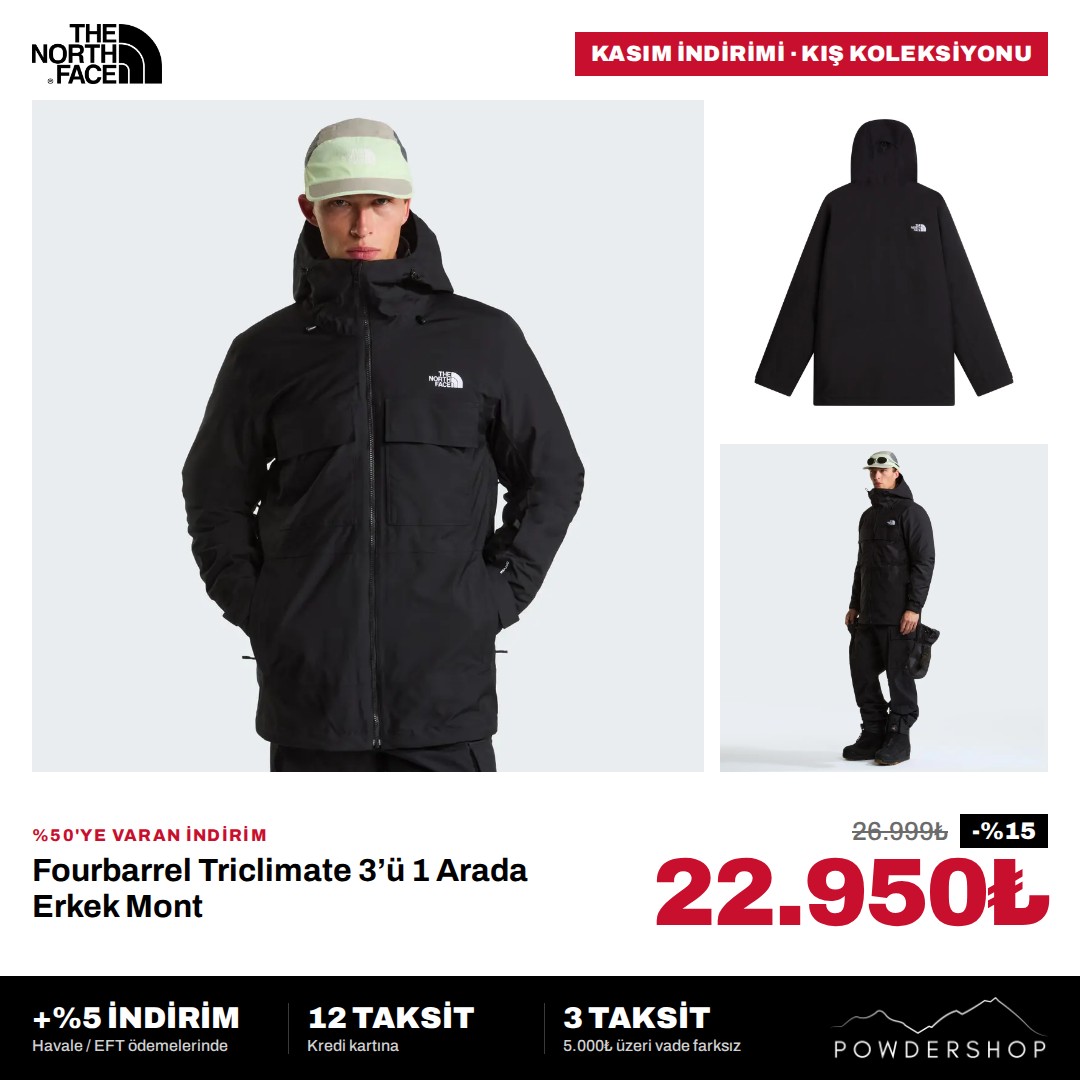 THE
NORTH
FACE
KASIM İNDİRİMİ · KIŞ KOLEKSİYONU
THE
NORTH
FACE
%50'YE VARAN İNDİRİM
Fourbarrel Triclimate 3’ü 1 Arada
Erkek Mont
26.999₺
-%15
22.950₺
+%5 İNDİRİM
Havale / EFT ödemelerinde
12 TAKSİT
Kredi kartına
3 TAKSİT
5.000₺ üzeri vade farksız
POWDERSHOP